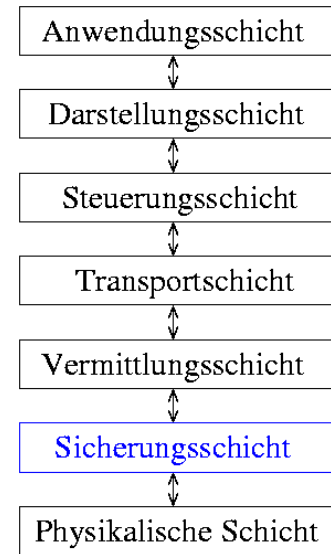 Anwendungsschicht
Darstellungsschicht
Steuerungsschicht
Transportschicht
Vermittlungsschicht
Sicherungsschicht
Physikalische Schicht